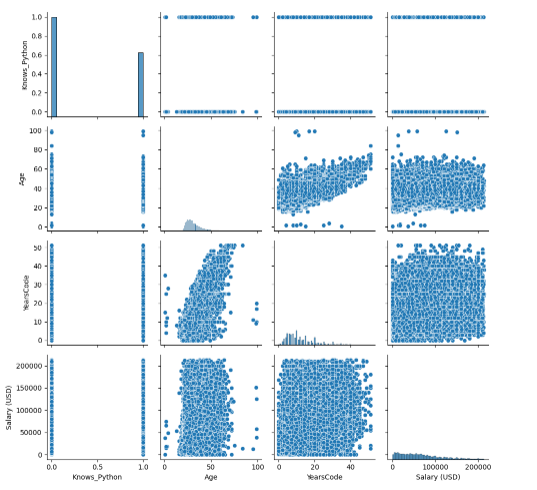 1.0
0.8
0.6
0.4
0.2
0.0
Knows_Python
100
80
60
40
20
0
Age
50
40
30
20
10
0
YearsCode
200000
150000
100000
50000
0
Salary (USD)
0.0 0.5 1.0
Knows_Python
0 50 100
Age
0 20 40
YearsCode
0 100000 200000
Salary (USD)